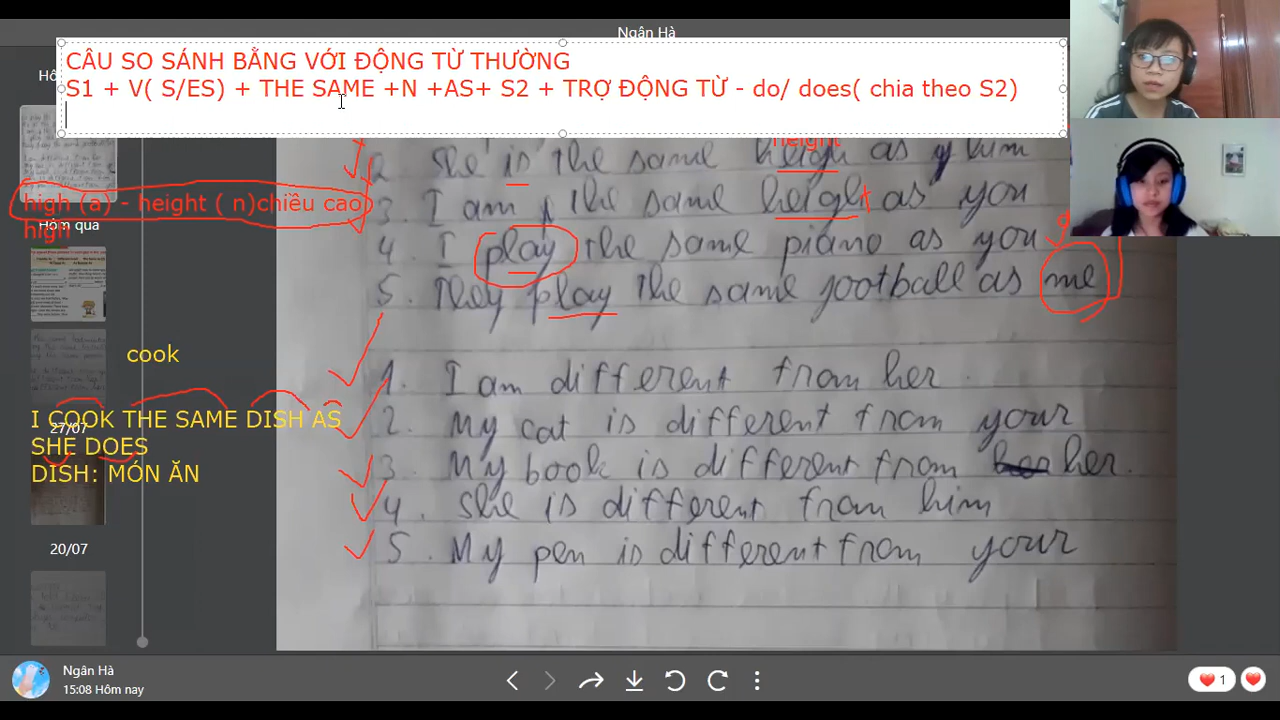 Ngân Hà
CÂU SO SÁNH BẰNG VỚI ĐỘNG TỪ THƯỜNG
S1 + V( S/ES) + THE SAME +N +AS+ S2 + TRỢ ĐỘNG TỪ - do/ does( chia theo S2)
height
2 She is the same heigh as him
high (a) - height ( n)chiều cao
high
3. I am the same height as you
Hôm qua
4. I play the same piano as you
5. They play the same football as me
cook
1. I am different from her.
I COOK THE SAME DISH AS
SHE DOES
DISH: MÓN ĂN
27/07
2. My cat is different from your
3. My book is different from her.
4. she is different from him
5. My pen is different from your
20/07
Ngân Hà
15:08 Hôm nay
1